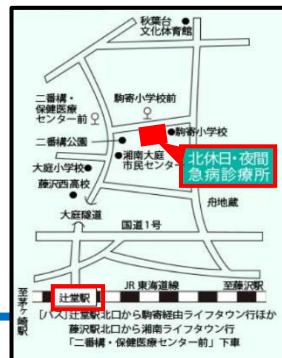 秋葉台
文化体育館
二番構・
保健医療
センター前
駒寄小学校前
二番構公園
駒寄小学校
大庭小学校
湘南大庭
市民センター
北休日・夜間
急病診療所
藤沢西高校
舟地蔵
大庭隧道
国道1号
至茅ヶ崎駅
JR東海道線
至藤沢駅
辻堂駅
[バス]辻堂駅北口から駒寄経由ライフタウン行ほか
藤沢駅北口から湘南ライフタウン行
「二番構・保健医療センター前」下車